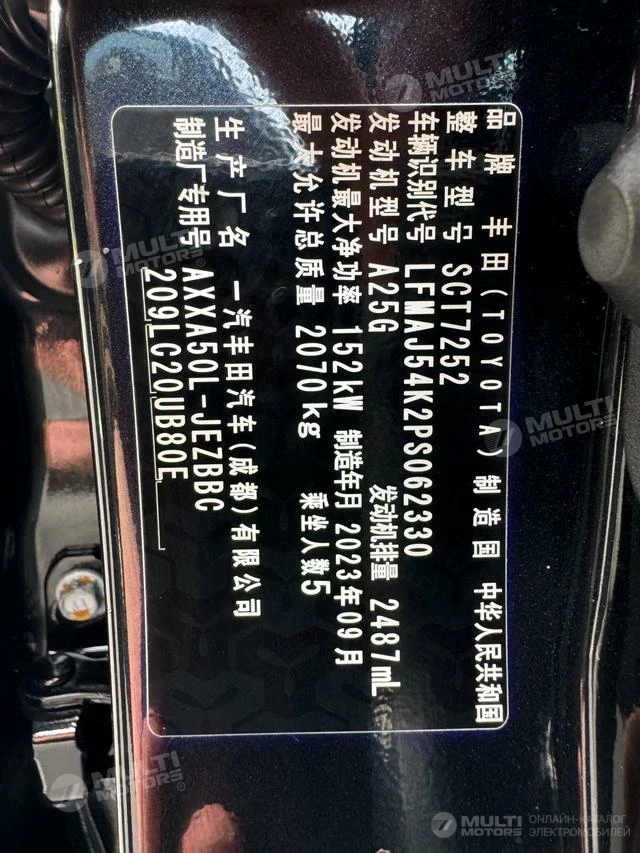 品牌 丰田(TOYOTA) 制造国 中华人民共和国
整车型号 SCT7252
车辆识别代号 LFMAJ54K2PS062330
发动机型号 A25G 发动机排量 2487mL
发动机最大净功率 152kW 制造年月 2023年09月
最大允许总质量 2070kg 乘坐人数5
生产厂名 一汽丰田汽车(成都)有限公司
制造厂专用号 AXXA50L-JEZBBC
209LC20UB80E
MULTI MOTORS
MULTI MOTORS
MULTI MOTORS
MULTI MOTORS
MULTI MOTORS
MULTI MOTORS ОНЛАЙН-КАТАЛОГ ЭЛЕКТРОМОБИЛЕЙ